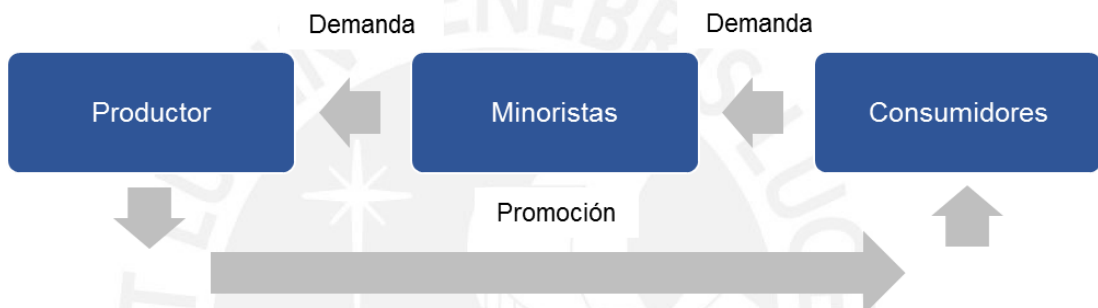 Demanda
Demanda
Productor
Minoristas
Consumidores
Promoción